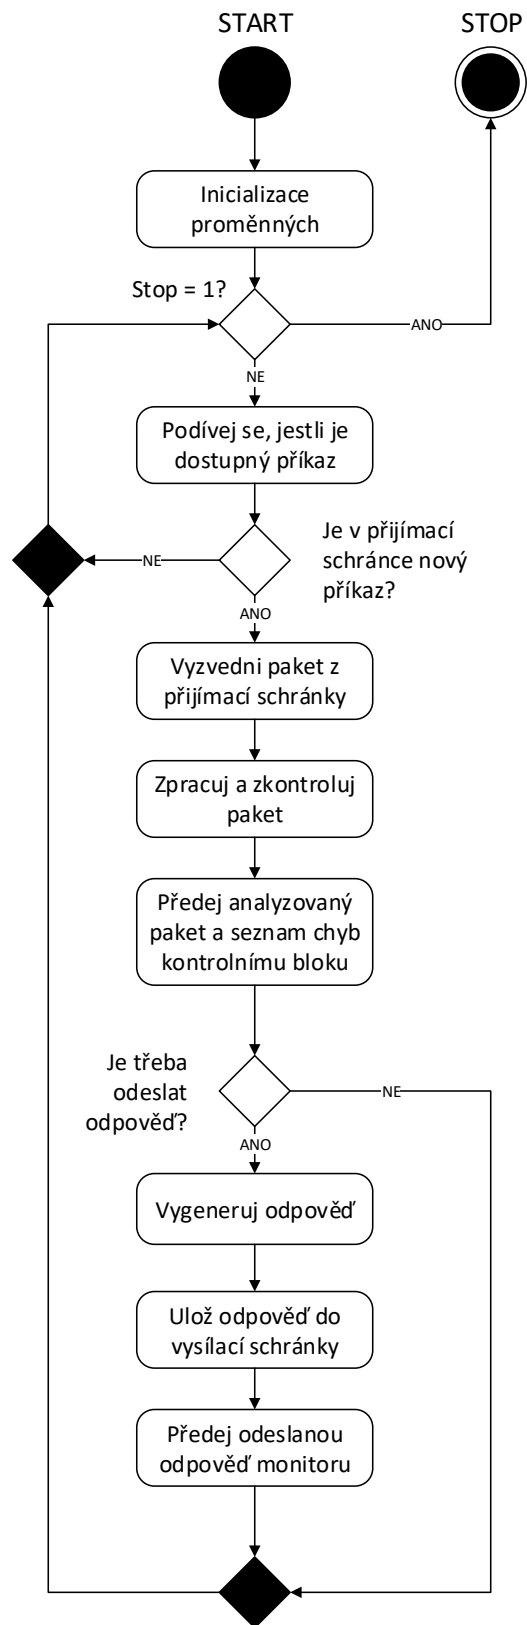 START
STOP
Inicializace
proměnných
Stop = 1?
ANO
NE
Podívej se, jestli je
dostupný příkaz
Je v přijímací
schránce nový
příkaz?
NE
ANO
Vyzvedni paket z
přijímací schránky
Zpracuj a zkontroluj
paket
Předej analyzovaný
paket a seznam chyb
kontrolnímu bloku
Je třeba
odeslat
odpověď?
NE
ANO
Vygeneruj odpověď
Ulož odpověď do
vysílací schránky
Předej odeslanou
odpověď monitoru